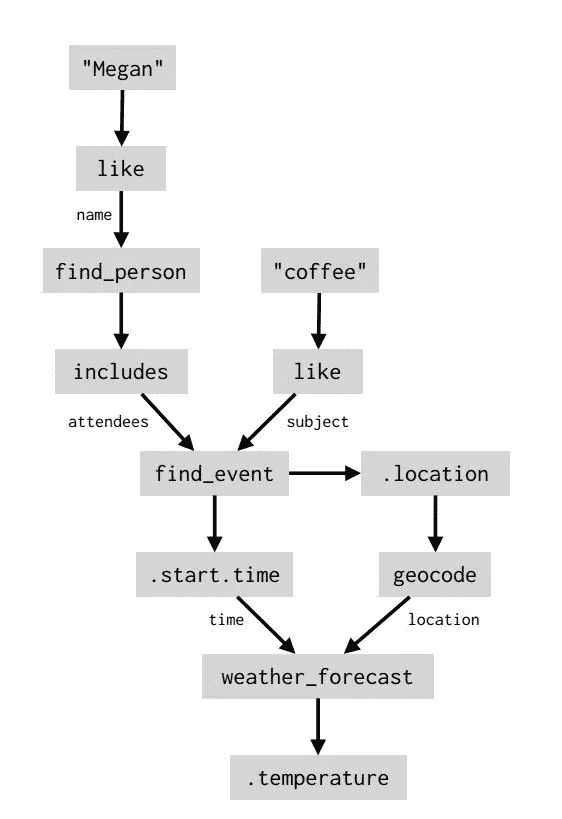 "Megan"
like
name
find_person
"coffee"
includes
like
attendees
subject
find_event
.location
.start.time
geocode
time
location
weather_forecast
.temperature